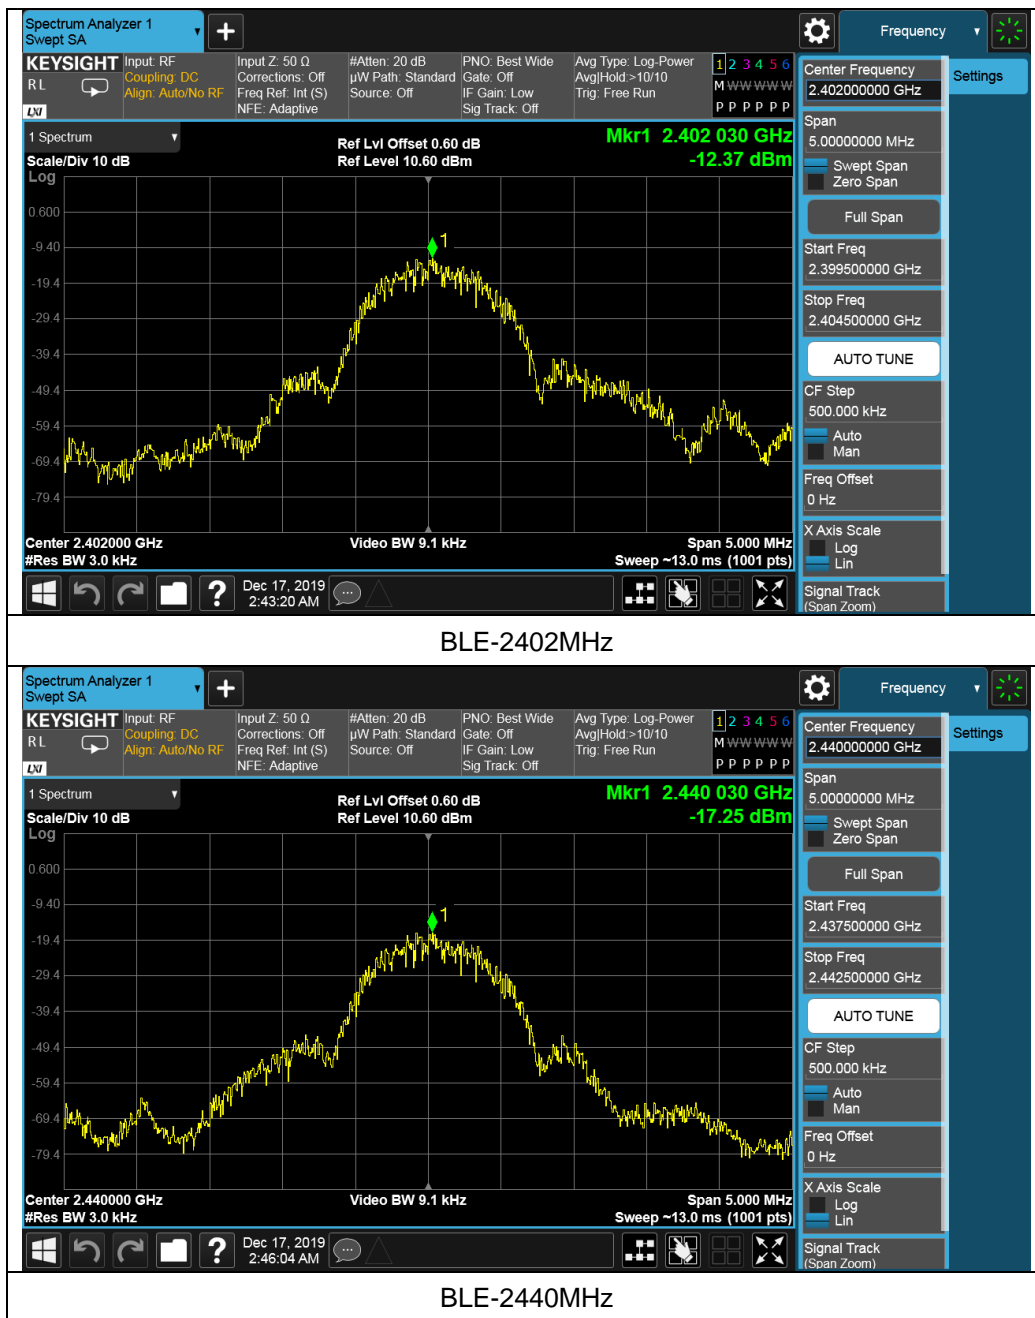 Spectrum Analyzer 1
Swept SA
Frequency
KEYSIGHT
RL
LXI
Input: RF
Coupling: DC
Align: Auto/No RF
Input Z: 50 Ω
Corrections: Off
Freq Ref: Int (S)
NFE: Adaptive
#Atten: 20 dB
µW Path: Standard
Source: Off
PNO: Best Wide
Gate: Off
IF Gain: Low
Sig Track: Off
Avg Type: Log-Power
Avg|Hold:>10/10
Trig: Free Run
1 2 3 4 5 6
M W W W W W
P P P P P P
1 Spectrum
Scale/Div 10 dB
Log
Ref Lvl Offset 0.60 dB
Ref Level 10.60 dBm
Mkr1 2.402 030 GHz
-12.37 dBm
0.600
-9.40
-19.4
-29.4
-39.4
-49.4
-59.4
-69.4
-79.4
1
Center 2.402000 GHz
#Res BW 3.0 kHz
Video BW 9.1 kHz
Span 5.000 MHz
Sweep ~13.0 ms (1001 pts)
Dec 17, 2019
2:43:20 AM
Center Frequency
2.402000000 GHz
Settings
Span
5.00000000 MHz
Swept Span
Zero Span
Full Span
Start Freq
2.399500000 GHz
Stop Freq
2.404500000 GHz
AUTO TUNE
CF Step
500.000 kHz
Auto
Man
Freq Offset
0 Hz
X Axis Scale
Log
Lin
Signal Track
(Span Zoom)
BLE-2402MHz
Spectrum Analyzer 1
Swept SA
Frequency
KEYSIGHT
RL
LXI
Input: RF
Coupling: DC
Align: Auto/No RF
Input Z: 50 Ω
Corrections: Off
Freq Ref: Int (S)
NFE: Adaptive
#Atten: 20 dB
µW Path: Standard
Source: Off
PNO: Best Wide
Gate: Off
IF Gain: Low
Sig Track: Off
Avg Type: Log-Power
Avg|Hold:>10/10
Trig: Free Run
1 2 3 4 5 6
M W W W W W
P P P P P P
1 Spectrum
Scale/Div 10 dB
Log
Ref Lvl Offset 0.60 dB
Ref Level 10.60 dBm
Mkr1 2.440 030 GHz
-17.25 dBm
0.600
-9.40
-19.4
-29.4
-39.4
-49.4
-59.4
-69.4
-79.4
1
Center 2.440000 GHz
#Res BW 3.0 kHz
Video BW 9.1 kHz
Span 5.000 MHz
Sweep ~13.0 ms (1001 pts)
Dec 17, 2019
2:46:04 AM
Center Frequency
2.440000000 GHz
Settings
Span
5.00000000 MHz
Swept Span
Zero Span
Full Span
Start Freq
2.437500000 GHz
Stop Freq
2.442500000 GHz
AUTO TUNE
CF Step
500.000 kHz
Auto
Man
Freq Offset
0 Hz
X Axis Scale
Log
Lin
Signal Track
(Span Zoom)
BLE-2440MHz